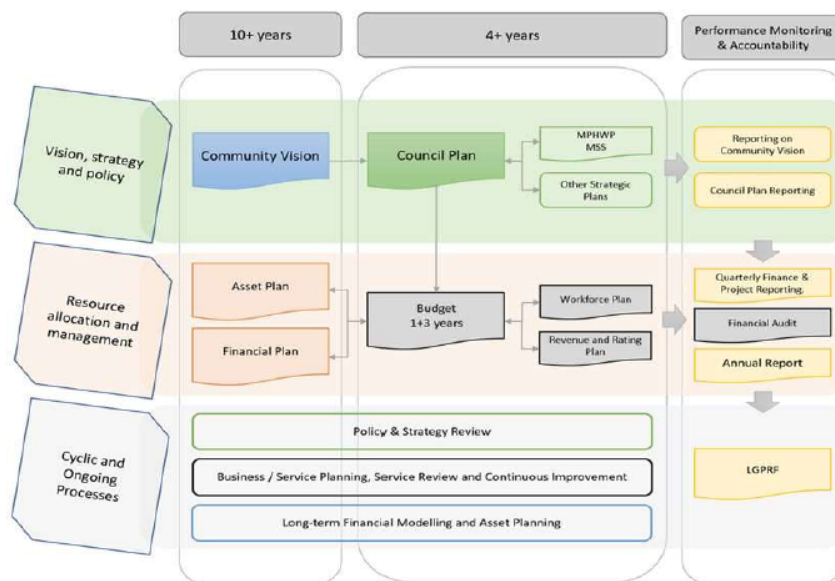 10+ years
4+ years
Performance Monitoring
& Accountability
Vision, strategy
and policy
Community Vision
Council Plan
MPHWP
MSS
Other Strategic
Plans
Reporting on
Community Vision
Council Plan Reporting
Resource
allocation and
management
Asset Plan
Financial Plan
Budget
1+3 years
Workforce Plan
Revenue and Rating
Plan
Quarterly Finance &
Project Reporting.
Financial Audit
Annual Report
Cyclic and
Ongoing
Processes
Policy & Strategy Review
Business / Service Planning, Service Review and Continuous Improvement
Long-term Financial Modelling and Asset Planning
LGPRF